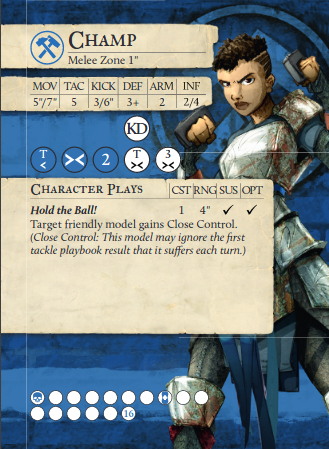 CHAMP
Melee Zone 1"
MOV TAC KICK DEF ARM INF
5"/7" 5 3/6" 3+ 2 2/4
KD
T < >< 2 T >< 3 ><
CHARACTER PLAYS CST RNG SUS OPT
Hold the Ball! 1 4" ✓ ✓
Target friendly model gains Close Control.
(Close Control: This model may ignore the first
tackle playbook result that it suffers each turn.)
16